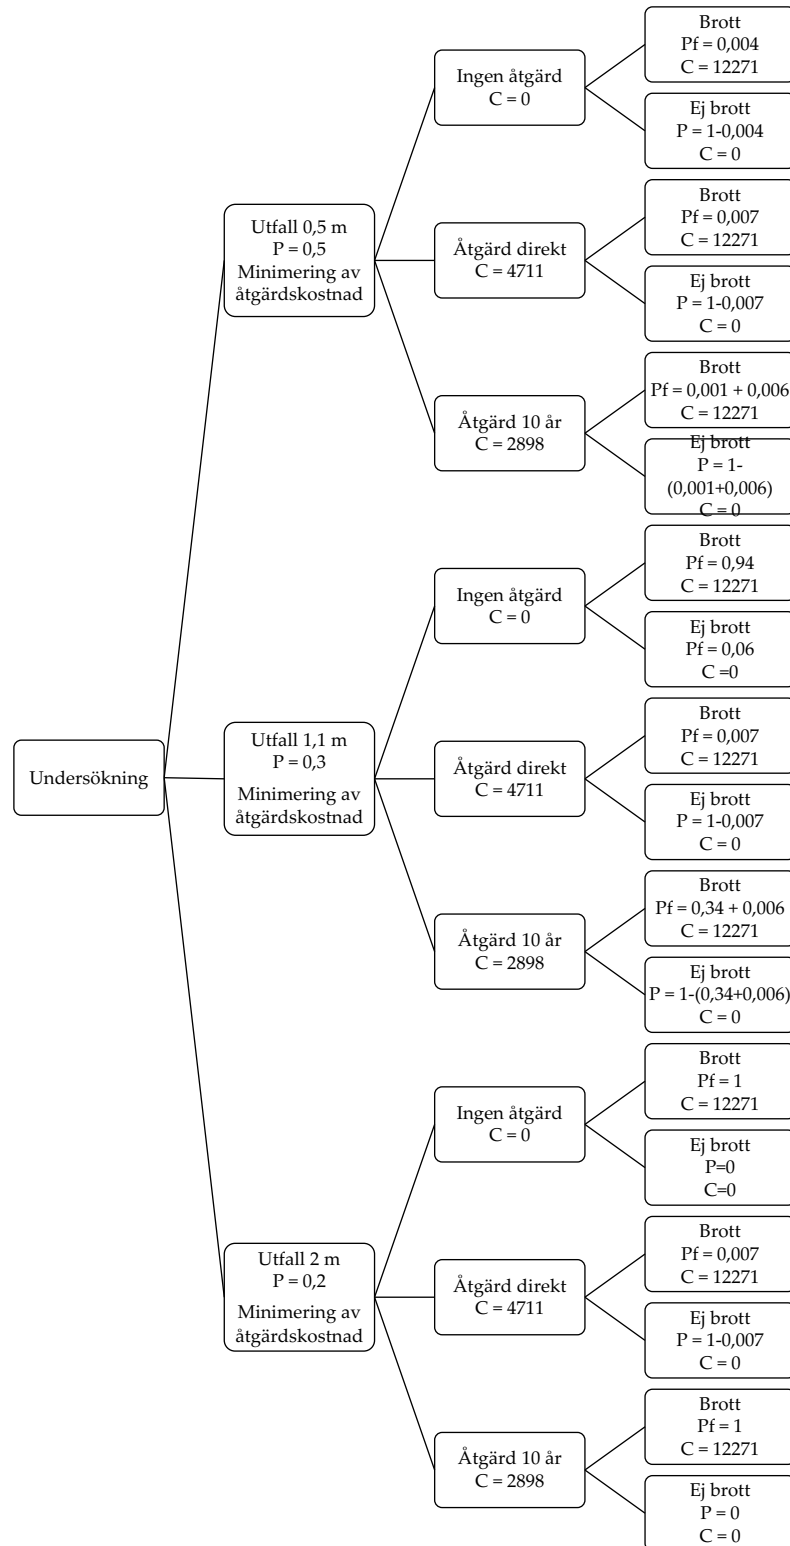 Undersökning
Utfall 0,5 m
P = 0,5
Minimering av
åtgärdskostnad
Ingen åtgärd
C = 0
Brott
Pf = 0,004
C = 12271
Ej brott
P = 1-0,004
C = 0
Åtgärd direkt
C = 4711
Brott
Pf = 0,007
C = 12271
Ej brott
P = 1-0,007
C = 0
Åtgärd 10 år
C = 2898
Brott
Pf = 0,001 + 0,006
C = 12271
Ej brott
P = 1-
(0,001+0,006)
C = 0
Utfall 1,1 m
P = 0,3
Minimering av
åtgärdskostnad
Ingen åtgärd
C = 0
Brott
Pf = 0,94
C = 12271
Ej brott
Pf = 0,06
C =0
Åtgärd direkt
C = 4711
Brott
Pf = 0,007
C = 12271
Ej brott
P = 1-0,007
C = 0
Åtgärd 10 år
C = 2898
Brott
Pf = 0,34 + 0,006
C = 12271
Ej brott
P = 1-(0,34+0,006)
C = 0
Utfall 2 m
P = 0,2
Minimering av
åtgärdskostnad
Ingen åtgärd
C = 0
Brott
Pf = 1
C = 12271
Ej brott
P=0
C=0
Åtgärd direkt
C = 4711
Brott
Pf = 0,007
C = 12271
Ej brott
P = 1-0,007
C = 0
Åtgärd 10 år
C = 2898
Brott
Pf = 1
C = 12271
Ej brott
P = 0
C = 0